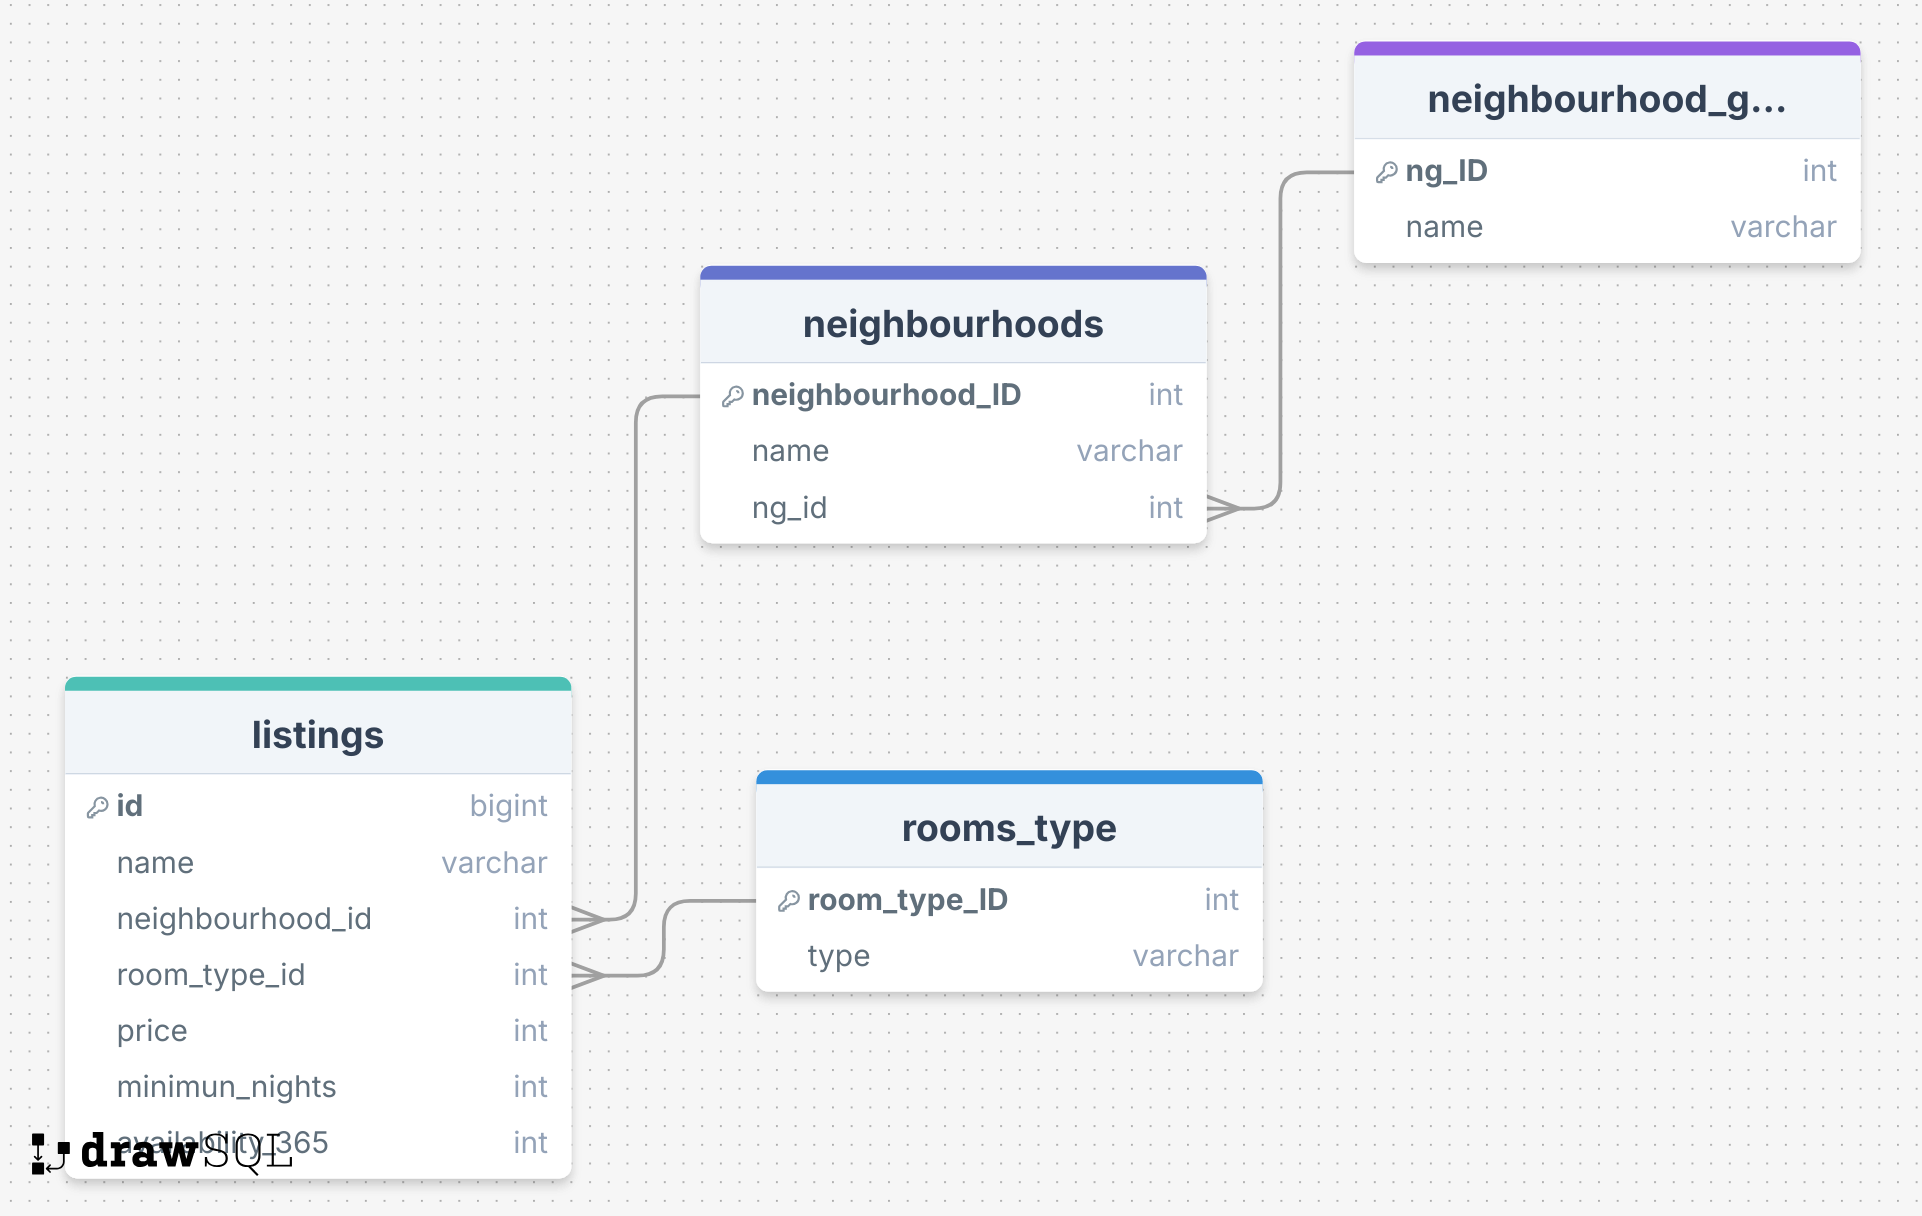 neighbourhood_g...
ng_ID int
name varchar
neighbourhoods
neighbourhood_ID int
name varchar
ng_id int
listings
id bigint
name varchar
neighbourhood_id int
room_type_id int
price int
minimun_nights int
availability_365 int
rooms_type
room_type_ID int
type varchar
drawSQL